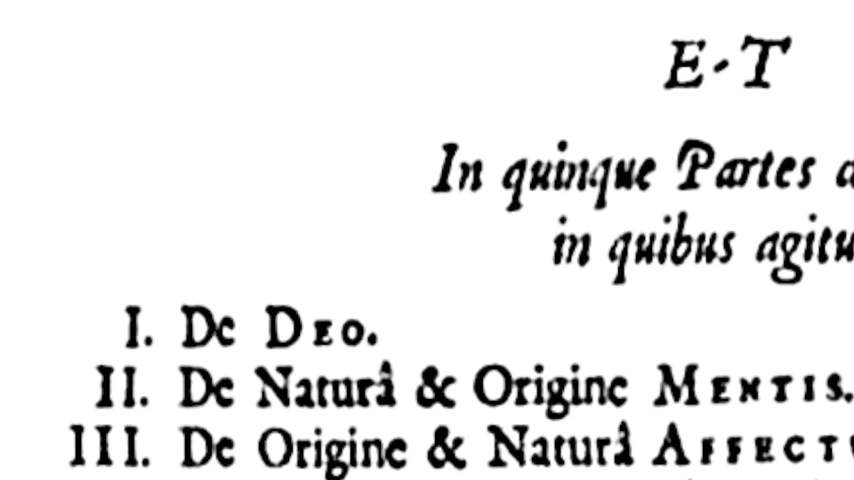 E T
In quinque Partes
in quibus
I. De DEO.
II. De Naturâ & Origine MENTIS.
III. De Origine & Naturâ